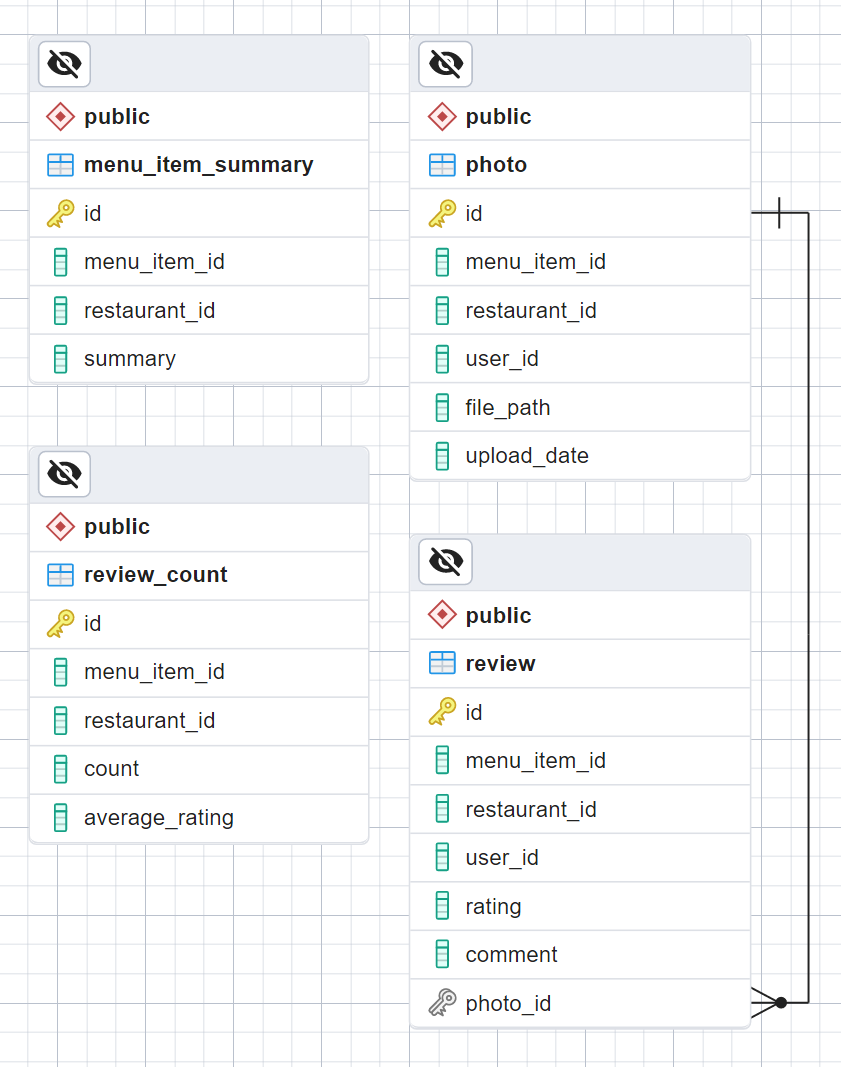 public
menu_item_summary
id
menu_item_id
restaurant_id
summary
public
photo
id
menu_item_id
restaurant_id
user_id
file_path
upload_date
public
review_count
id
menu_item_id
restaurant_id
count
average_rating
public
review
id
menu_item_id
restaurant_id
user_id
rating
comment
photo_id